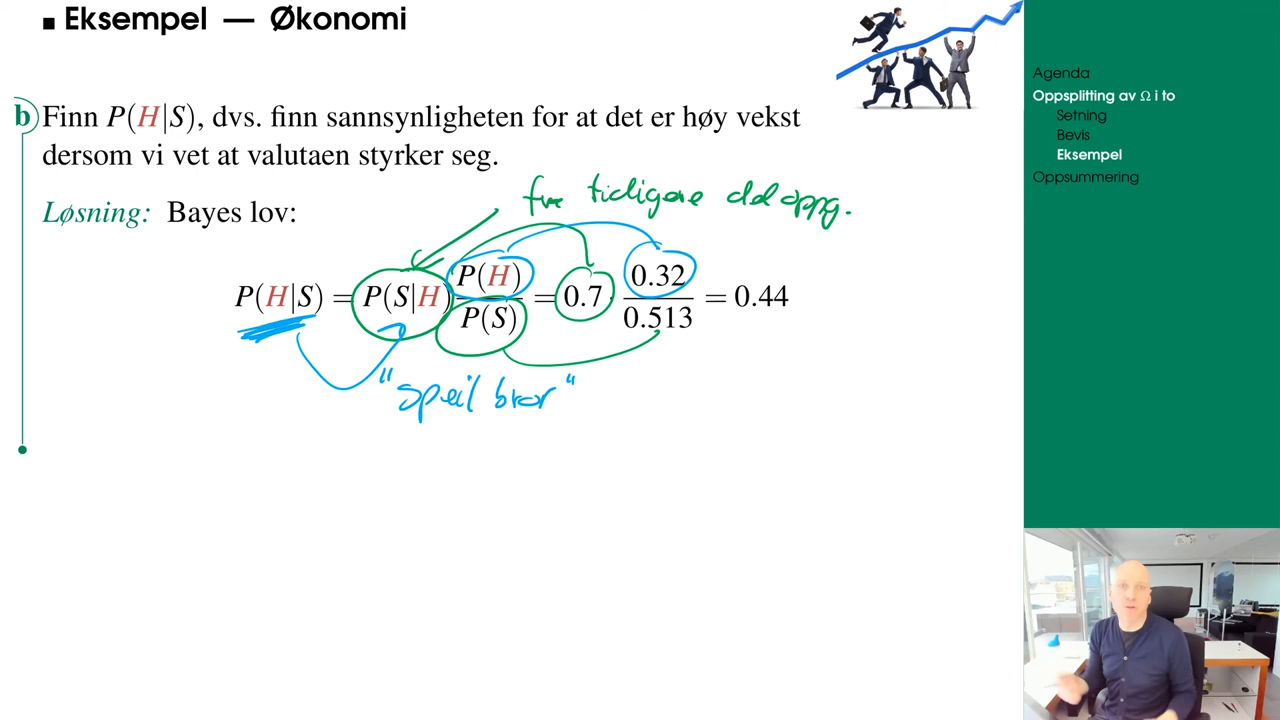 Eksempel — Økonomi
b Finn P(H|S), dvs. finn sannsynligheten for at det er høy vekst
dersom vi vet at valutaen styrker seg.
fra tidligere deloppg.
Løsning: Bayes lov:
P(H|S) = P(S|H) P(H)/P(S) = 0.7 · 0.32/0.513 = 0.44
"speil bror"
Agenda
Oppsplitting av Ω i to
Setning
Bevis
Eksempel
Oppsummering